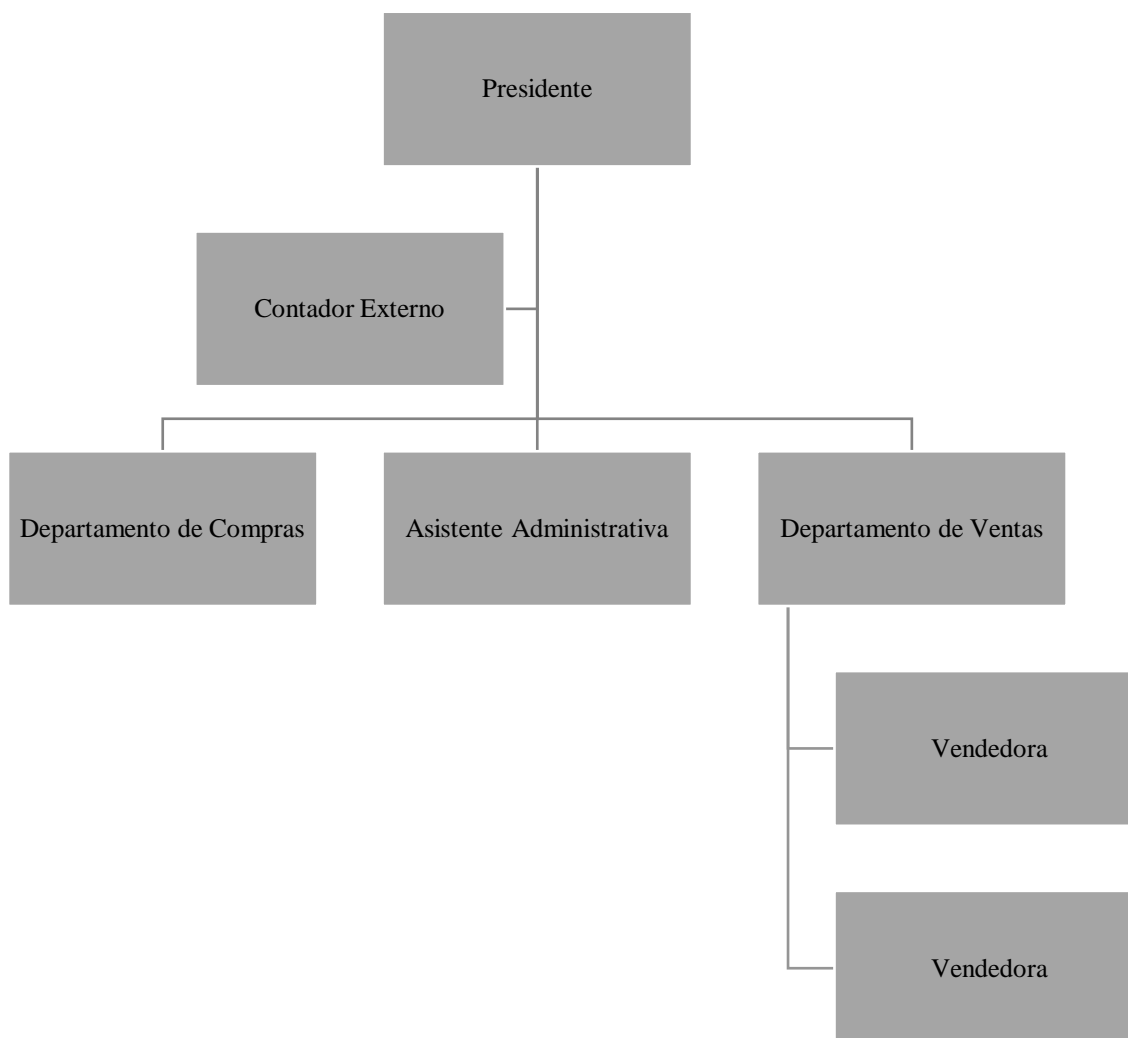 Presidente
Contador Externo
Departamento de Compras
Asistente Administrativa
Departamento de Ventas
Vendedora
Vendedora